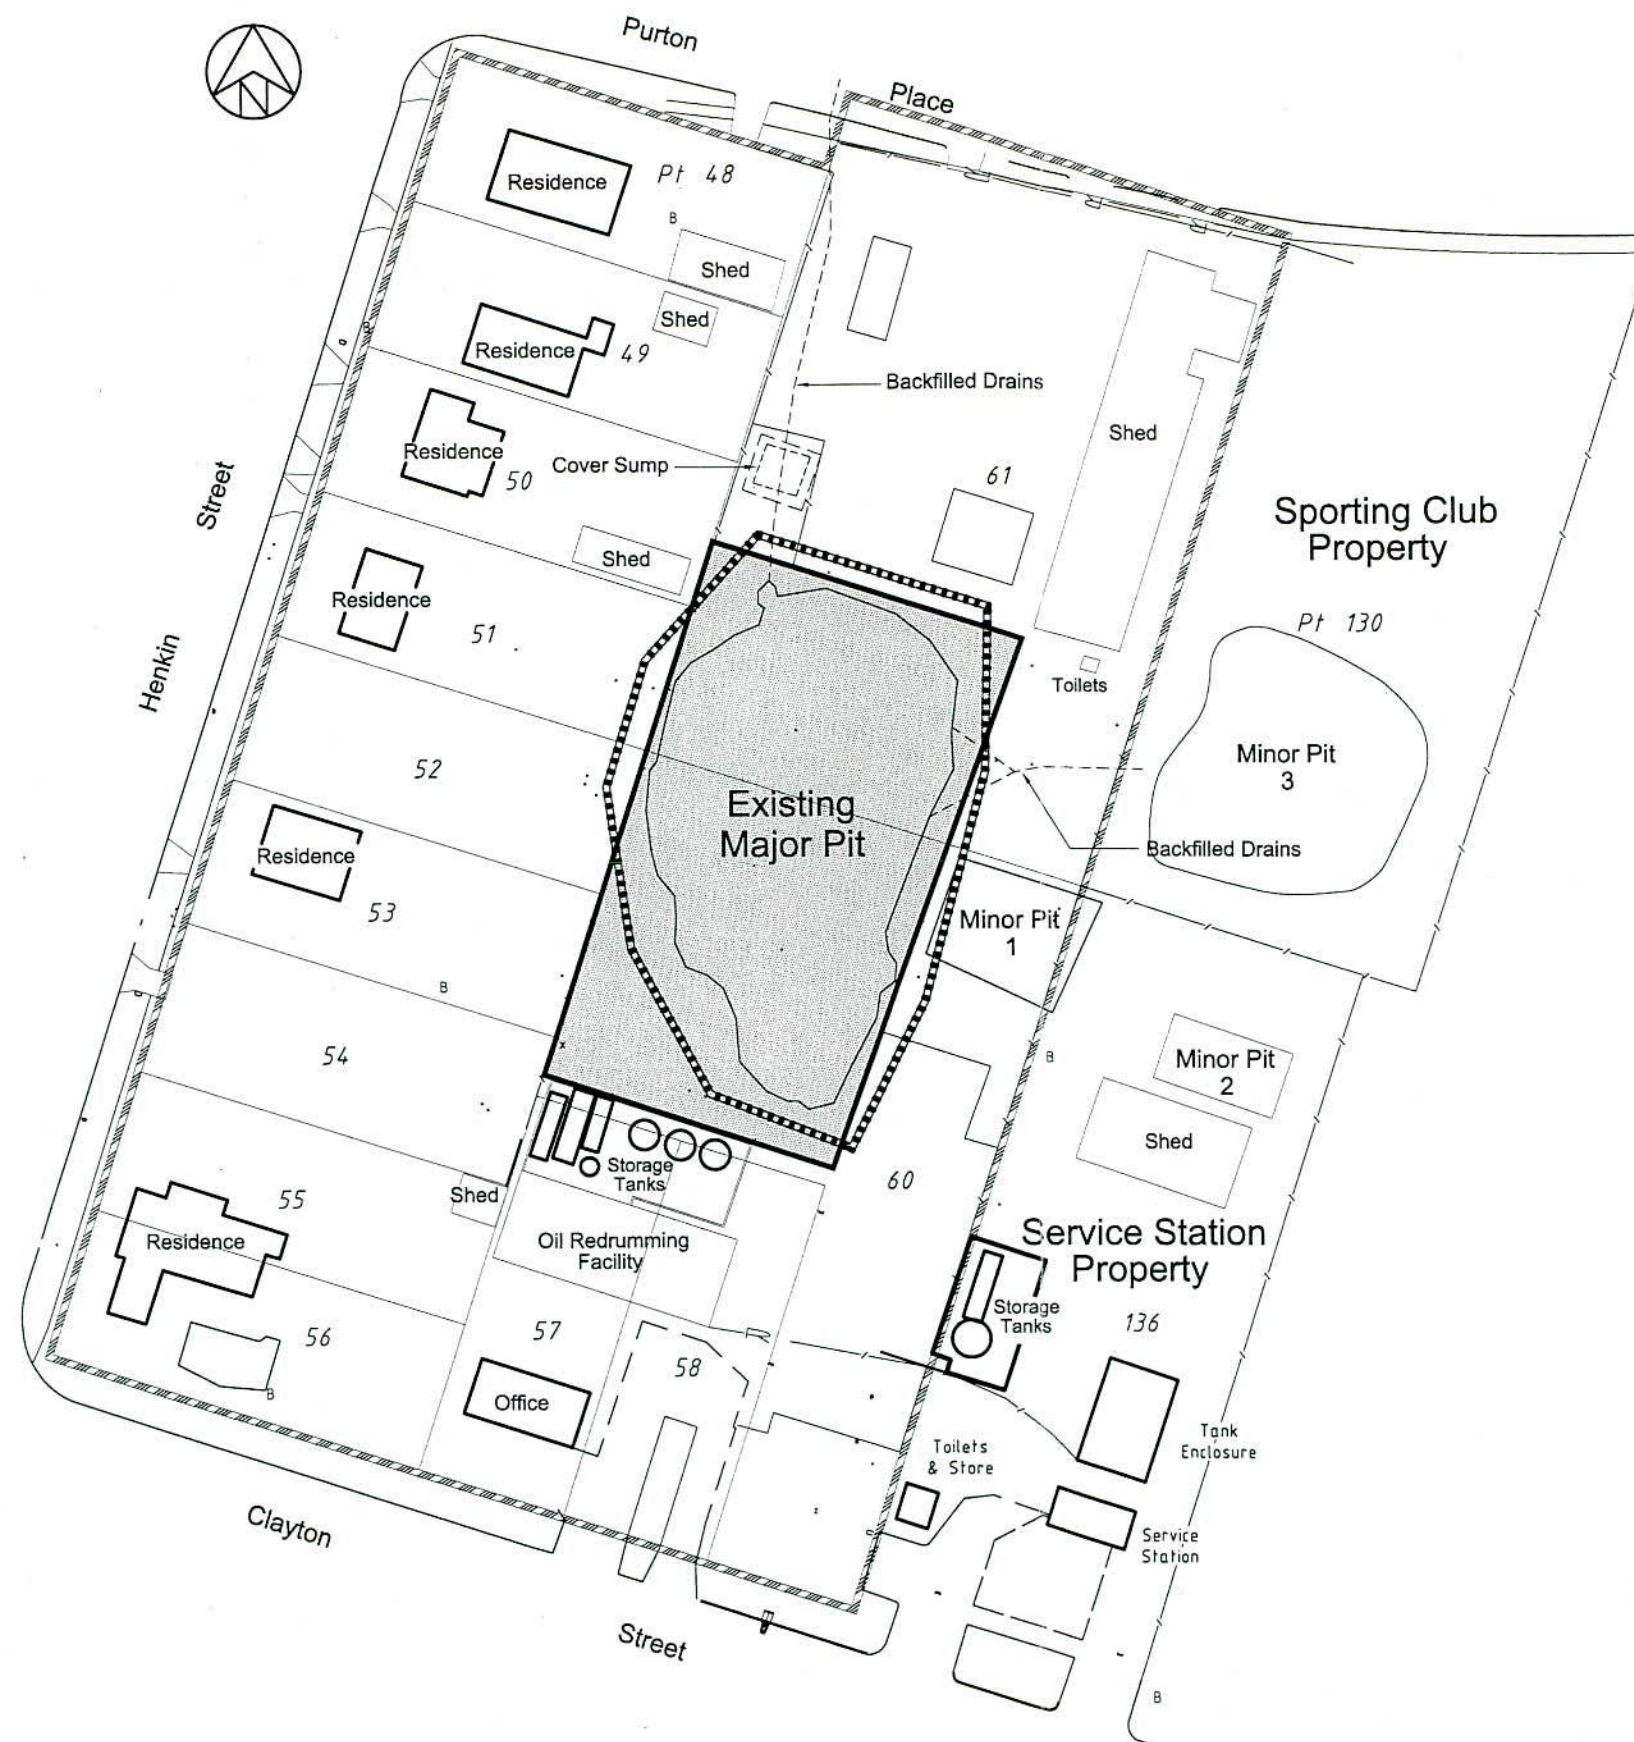 Purton
Place
N
Residence
Pt 48
B
Shed
Shed
Residence
49
B
Backfilled Drains
Residence
50
Cover Sump
61
Shed
Sporting Club
Property
Street
Shed
Residence
51
Pt 130
Henkin
Toilets
Minor Pit
3
52
Existing
Major Pit
Backfilled Drains
Residence
53
Minor Pit
1
B
54
B
Minor Pit
2
Shed
Storage
Tanks
60
55
Shed
Residence
Oil Redrumming
Facility
Service Station
Property
Storage
Tanks
136
56
57
58
B
Office
Tank
Enclosure
Toilets
& Store
Clayton
Service
Station
Street
B